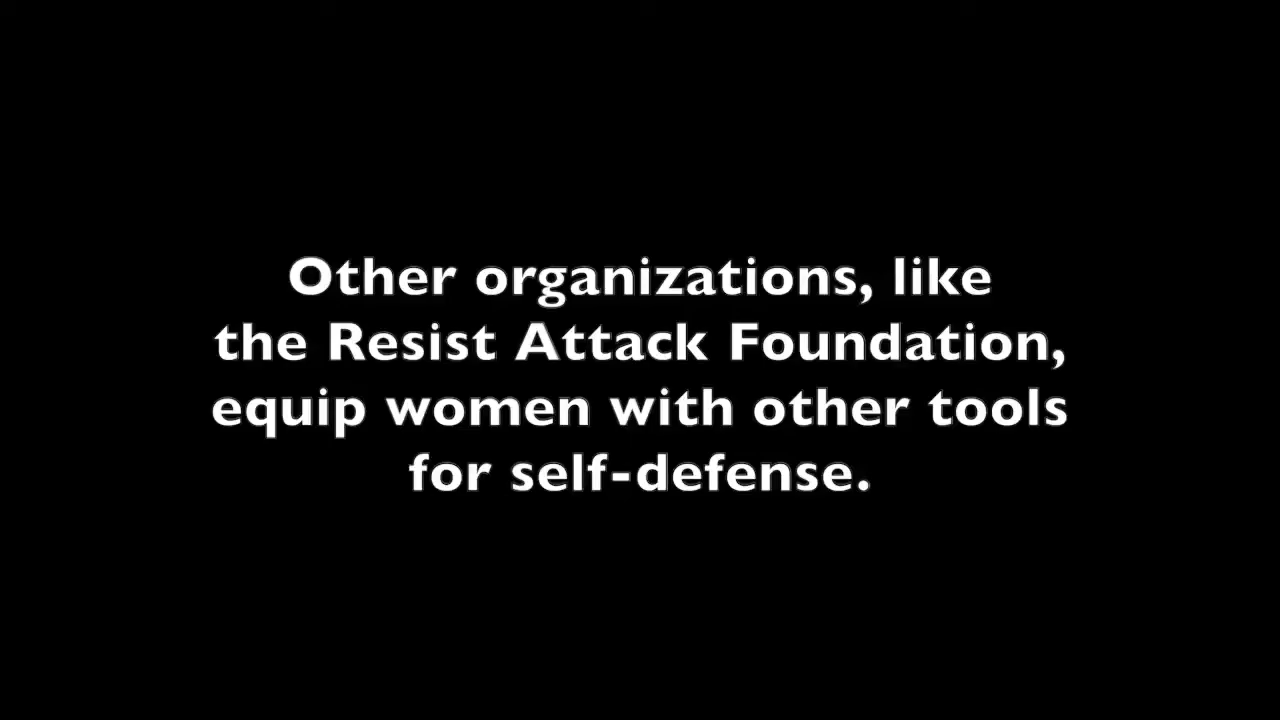 Other organizations, like
the Resist Attack Foundation,
equip women with other tools
for self-defense.